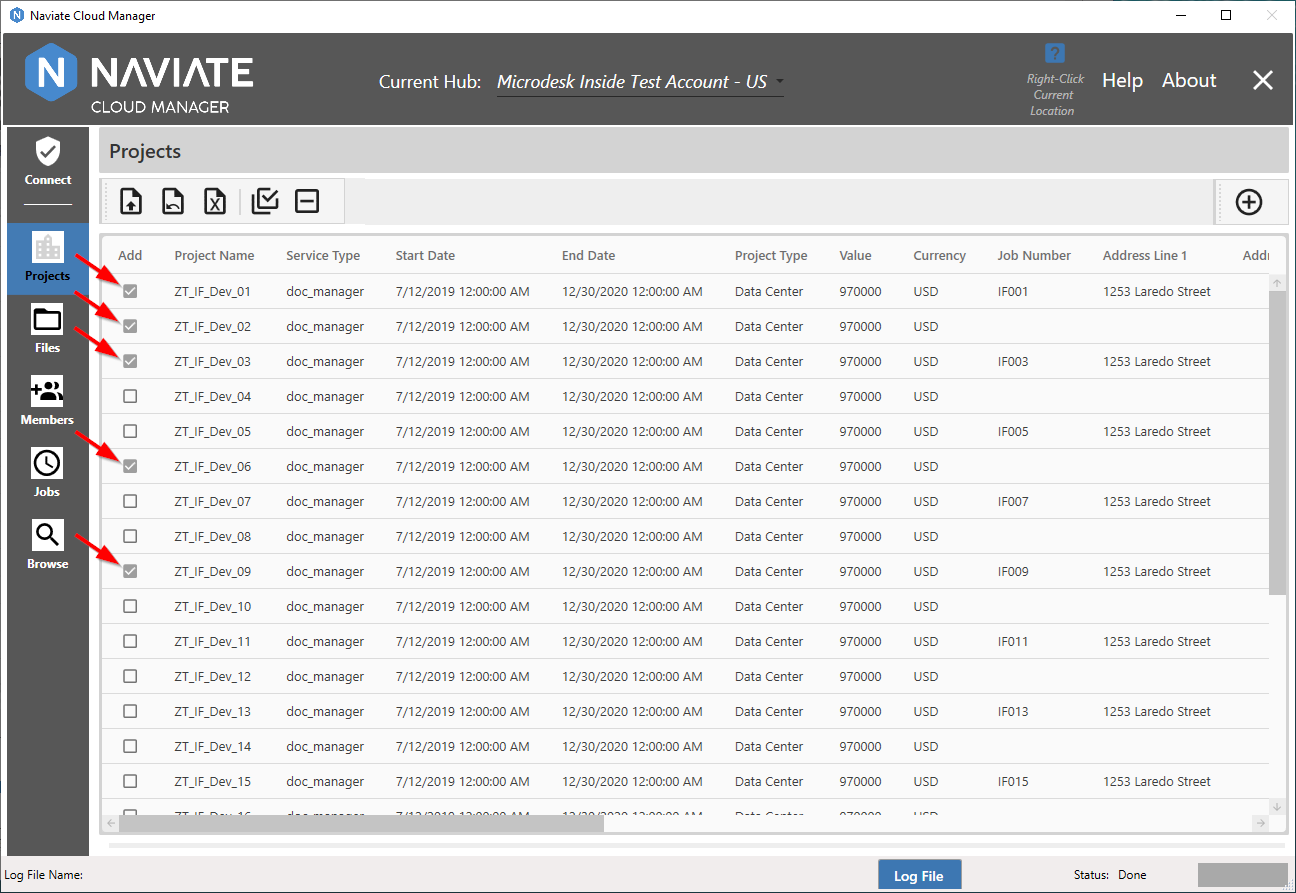 Naviate Cloud Manager
NAVIATE
CLOUD MANAGER
Current Hub: Microdesk Inside Test Account - US
?
Right-Click
Current
Location
Help About
Connect
Projects
Files
Members
Jobs
Browse
Projects
Add Project Name Service Type Start Date End Date Project Type Value Currency Job Number Address Line 1 Addr
ZT_IF_Dev_01 doc_manager 7/12/2019 12:00:00 AM 12/30/2020 12:00:00 AM Data Center 970000 USD IF001 1253 Laredo Street
ZT_IF_Dev_02 doc_manager 7/12/2019 12:00:00 AM 12/30/2020 12:00:00 AM Data Center 970000 USD
ZT_IF_Dev_03 doc_manager 7/12/2019 12:00:00 AM 12/30/2020 12:00:00 AM Data Center 970000 USD IF003 1253 Laredo Street
ZT_IF_Dev_04 doc_manager 7/12/2019 12:00:00 AM 12/30/2020 12:00:00 AM Data Center 970000 USD
ZT_IF_Dev_05 doc_manager 7/12/2019 12:00:00 AM 12/30/2020 12:00:00 AM Data Center 970000 USD IF005 1253 Laredo Street
ZT_IF_Dev_06 doc_manager 7/12/2019 12:00:00 AM 12/30/2020 12:00:00 AM Data Center 970000 USD
ZT_IF_Dev_07 doc_manager 7/12/2019 12:00:00 AM 12/30/2020 12:00:00 AM Data Center 970000 USD IF007 1253 Laredo Street
ZT_IF_Dev_08 doc_manager 7/12/2019 12:00:00 AM 12/30/2020 12:00:00 AM Data Center 970000 USD
ZT_IF_Dev_09 doc_manager 7/12/2019 12:00:00 AM 12/30/2020 12:00:00 AM Data Center 970000 USD IF009 1253 Laredo Street
ZT_IF_Dev_10 doc_manager 7/12/2019 12:00:00 AM 12/30/2020 12:00:00 AM Data Center 970000 USD
ZT_IF_Dev_11 doc_manager 7/12/2019 12:00:00 AM 12/30/2020 12:00:00 AM Data Center 970000 USD IF011 1253 Laredo Street
ZT_IF_Dev_12 doc_manager 7/12/2019 12:00:00 AM 12/30/2020 12:00:00 AM Data Center 970000 USD
ZT_IF_Dev_13 doc_manager 7/12/2019 12:00:00 AM 12/30/2020 12:00:00 AM Data Center 970000 USD IF013 1253 Laredo Street
ZT_IF_Dev_14 doc_manager 7/12/2019 12:00:00 AM 12/30/2020 12:00:00 AM Data Center 970000 USD
ZT_IF_Dev_15 doc_manager 7/12/2019 12:00:00 AM 12/30/2020 12:00:00 AM Data Center 970000 USD IF015 1253 Laredo Street
Log File Name: Log File Status: Done